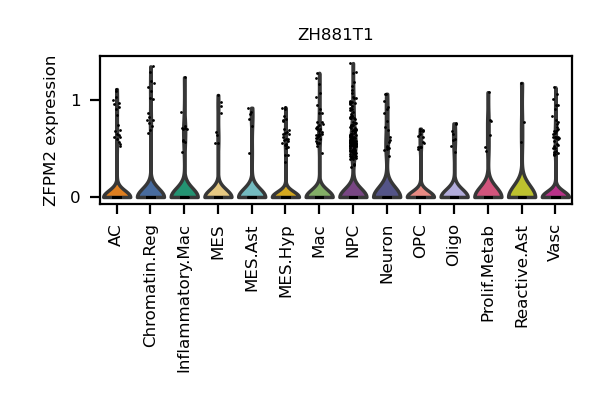 ZH881T1
ZFPM2 expression
1
0
AC
Chromatin.Reg
Inflammatory.Mac
MES
MES.Ast
MES.Hyp
Mac
NPC
Neuron
OPC
Oligo
Prolif.Metab
Reactive.Ast
Vasc